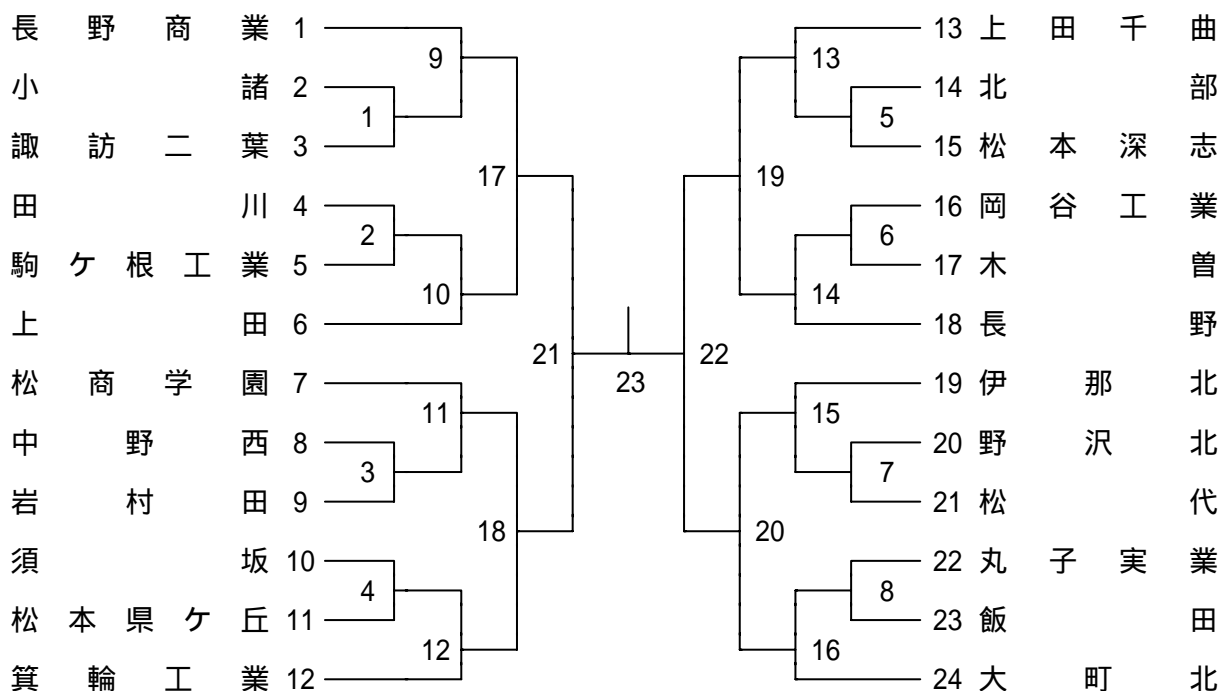 長野商業 1
9
小諸 2
1
諏訪二葉 3
17
田川 4
2
駒ケ根工業 5
10
上田 6
21
松商学園 7
11
中野西 8
3
岩村田 9
18
須坂 10
4
松本県ケ丘 11
12
箕輪工業 12
23
13 上田千曲
13
14 北部
5
15 松本深志
19
16 岡谷工業
6
17 木曽
14
18 長野
22
19 伊那北
15
20 野沢北
7
21 松代
20
22 丸子実業
8
23 飯田
16
24 大町北